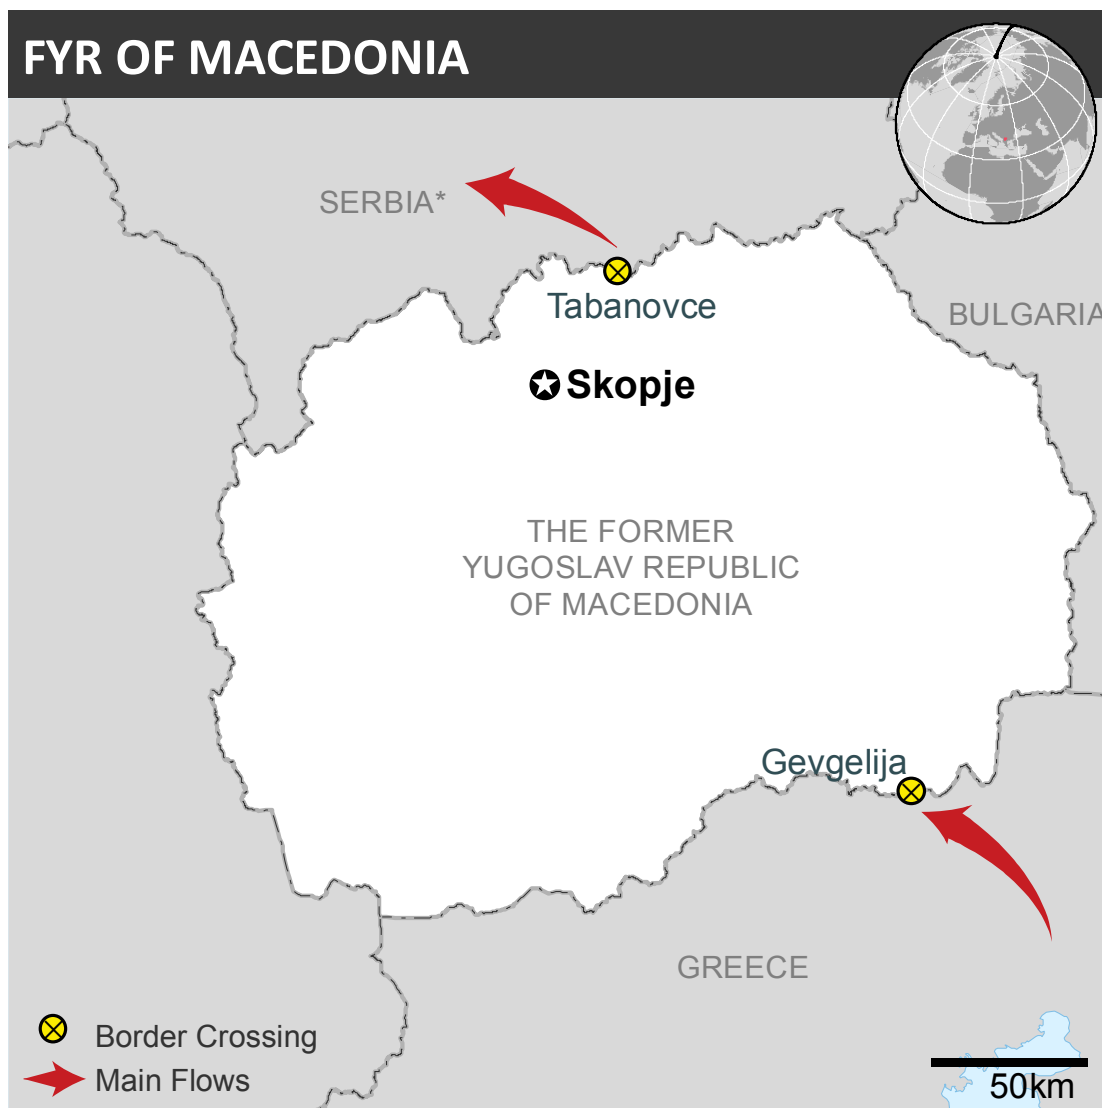 FYR OF MACEDONIA
SERBIA*
Tabanovce
BULGARIA
Skopje
THE FORMER
YUGOSLAV REPUBLIC
OF MACEDONIA
Gevgelija
GREECE
Border Crossing
Main Flows
50km